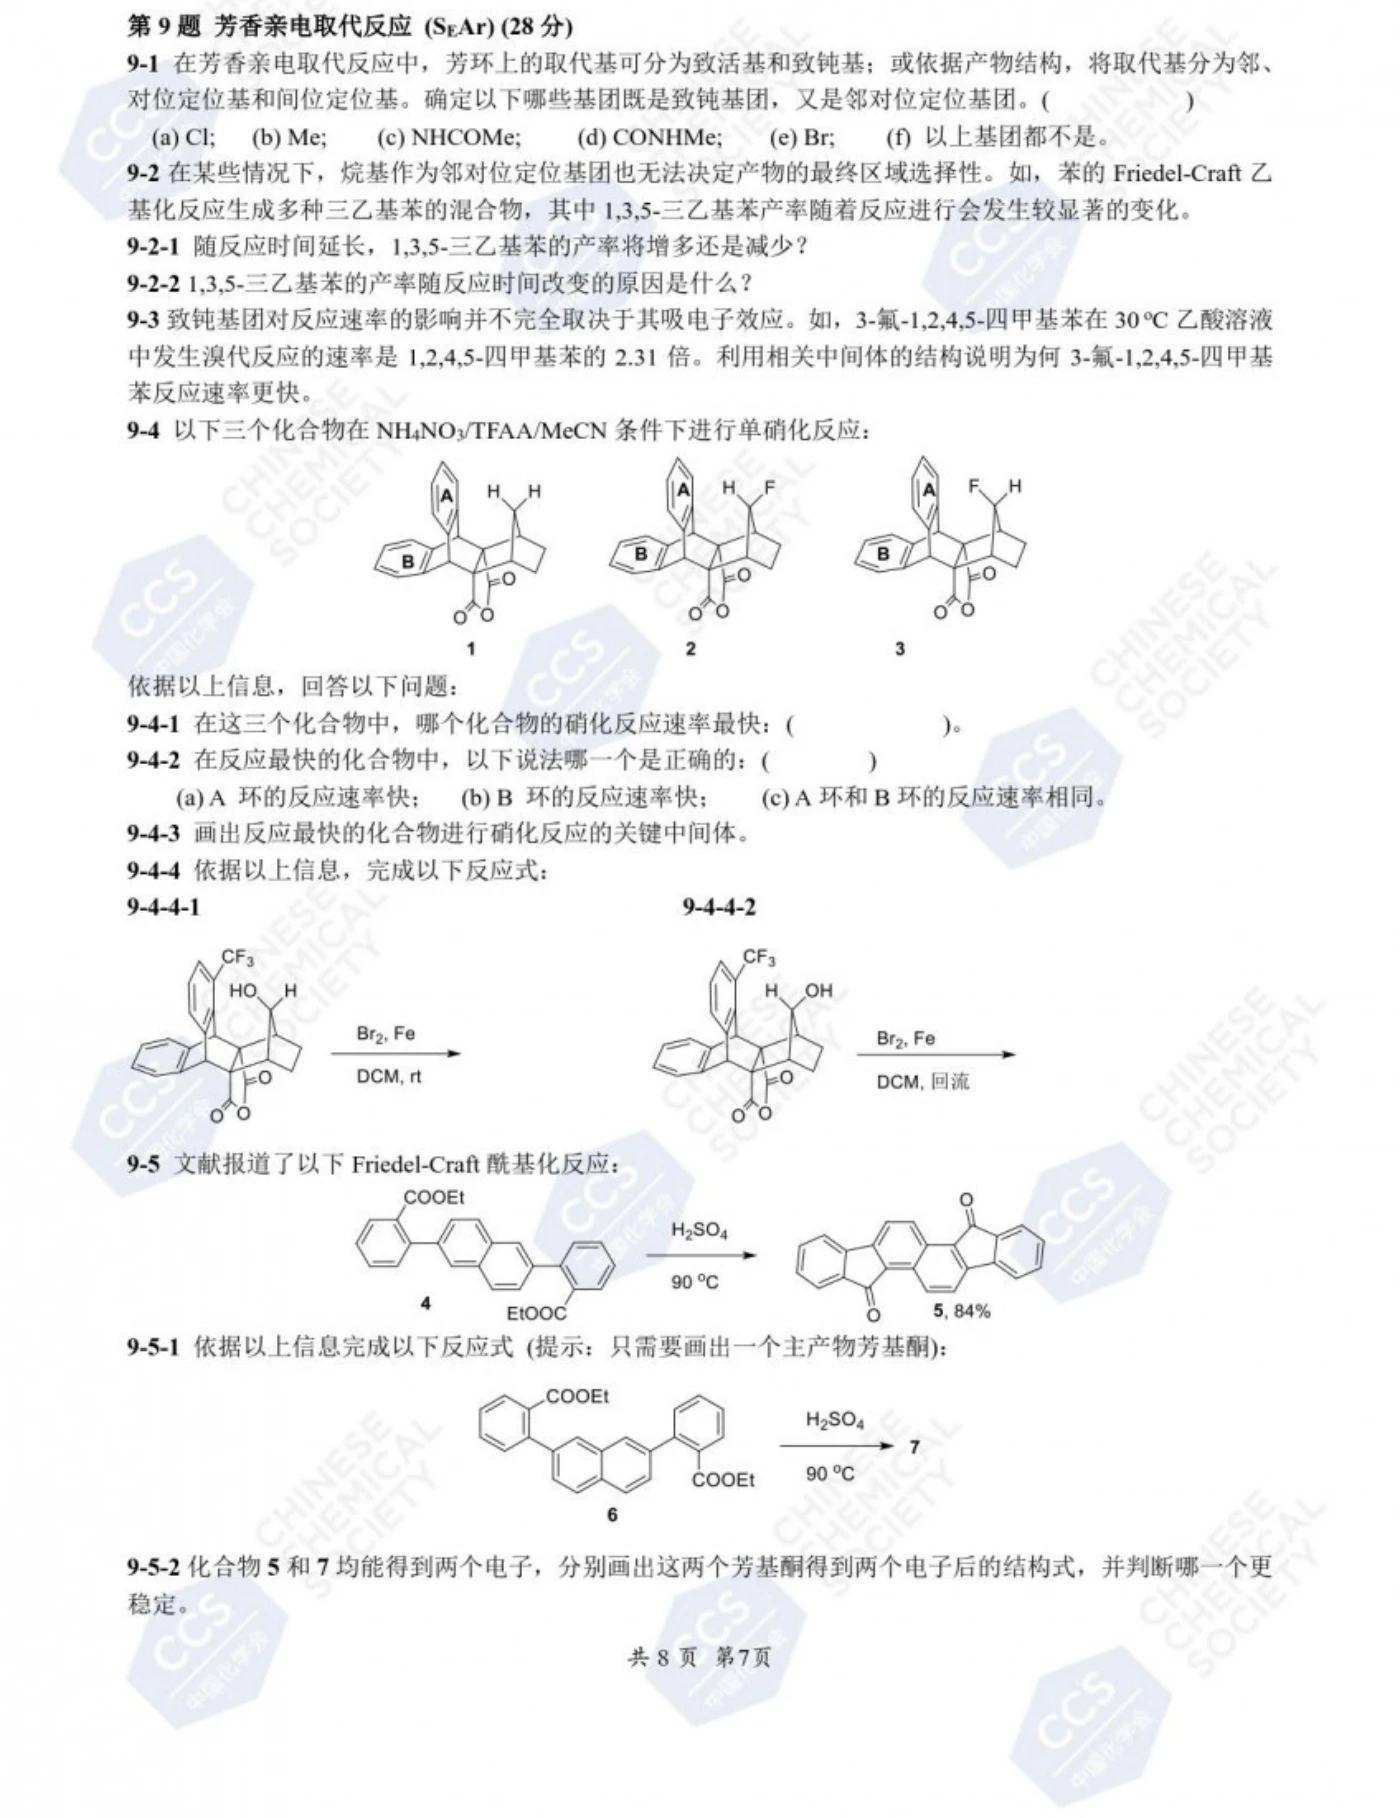 第 9 题 芳香亲电取代反应 (SEAr) (28 分)
9-1 在芳香亲电取代反应中，芳环上的取代基可分为致活基和致钝基；或依据产物结构，将取代基分为邻、
对位定位基和间位定位基。确定以下哪些基团既是致钝基团，又是邻对位定位基团。( )
(a) Cl; (b) Me; (c) NHCOMe; (d) CONHMe; (e) Br; (f) 以上基团都不是。
9-2 在某些情况下，烷基作为邻对位定位基团也无法决定产物的最终区域选择性。如，苯的 Friedel-Craft 乙
基化反应生成多种三乙基苯的混合物，其中 1,3,5-三乙基苯产率随着反应进行会发生较显著的变化。
9-2-1 随反应时间延长，1,3,5-三乙基苯的产率将增多还是减少？
9-2-2 1,3,5-三乙基苯的产率随反应时间改变的原因是什么？
9-3 致钝基团对反应速率的影响并不完全取决于其吸电子效应。如，3-氟-1,2,4,5-四甲基苯在 30 ºC 乙酸溶液
中发生溴代反应的速率是 1,2,4,5-四甲基苯的 2.31 倍。利用相关中间体的结构说明为何 3-氟-1,2,4,5-四甲基
苯反应速率更快。
9-4 以下三个化合物在 NH4NO3/TFAA/MeCN 条件下进行单硝化反应：
A H H A H F A F H
B B B
O O O
O O O O O O
1 2 3
依据以上信息，回答以下问题：
9-4-1 在这三个化合物中，哪个化合物的硝化反应速率最快：( )。
9-4-2 在反应最快的化合物中，以下说法哪一个是正确的：( )
(a) A 环的反应速率快； (b) B 环的反应速率快； (c) A 环和 B 环的反应速率相同。
9-4-3 画出反应最快的化合物进行硝化反应的关键中间体。
9-4-4 依据以上信息，完成以下反应式：
9-4-4-1 9-4-4-2
CF3 CF3
HO H H OH
Br2, Fe Br2, Fe
DCM, rt DCM, 回流
O O
O O O O
9-5 文献报道了以下 Friedel-Craft 酰基化反应：
COOEt O
H2SO4
90 ºC
4 EtOOC O 5, 84%
9-5-1 依据以上信息完成以下反应式 (提示：只需要画出一个主产物芳基酮)：
COOEt
H2SO4
7
90 ºC
COOEt
6
9-5-2 化合物 5 和 7 均能得到两个电子，分别画出这两个芳基酮得到两个电子后的结构式，并判断哪一个更
稳定。
共 8 页 第7页
CCS
中国化学会
CHINESE
CHEMICAL
SOCIETY